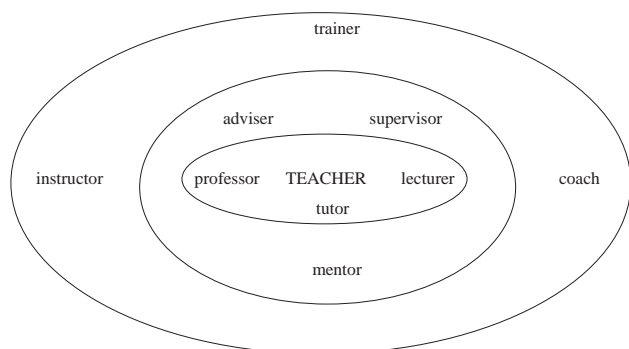 trainer
adviser supervisor
instructor professor TEACHER lecturer coach
tutor
mentor